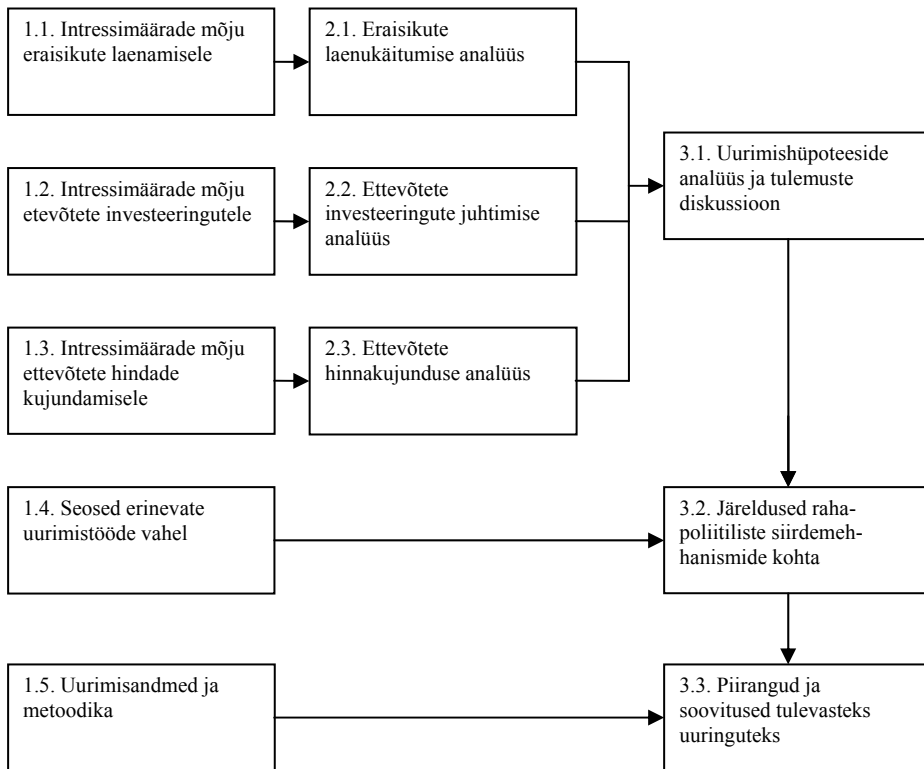 1.1. Intressimäärade mõju
eraisikute laenamisele
2.1. Eraisikute
laenukäitumise analüüs
3.1. Uurimishüpoteeside
analüüs ja tulemuste
diskussioon
1.2. Intressimäärade mõju
etevõtete investeeringutele
2.2. Ettevõtete
investeeringute juhtimise
analüüs
1.3. Intressimäärade mõju
ettevõtete hindade
kujundamisele
2.3. Ettevõtete
hinnakujunduse analüüs
1.4. Seosed erinevate
uurimistööde vahel
3.2. Järeldused raha-
poliitiliste siirdemeh-
hanismide kohta
1.5. Uurimisandmed ja
metoodika
3.3. Piirangud ja
soovitused tulevasteks
uuringuteks